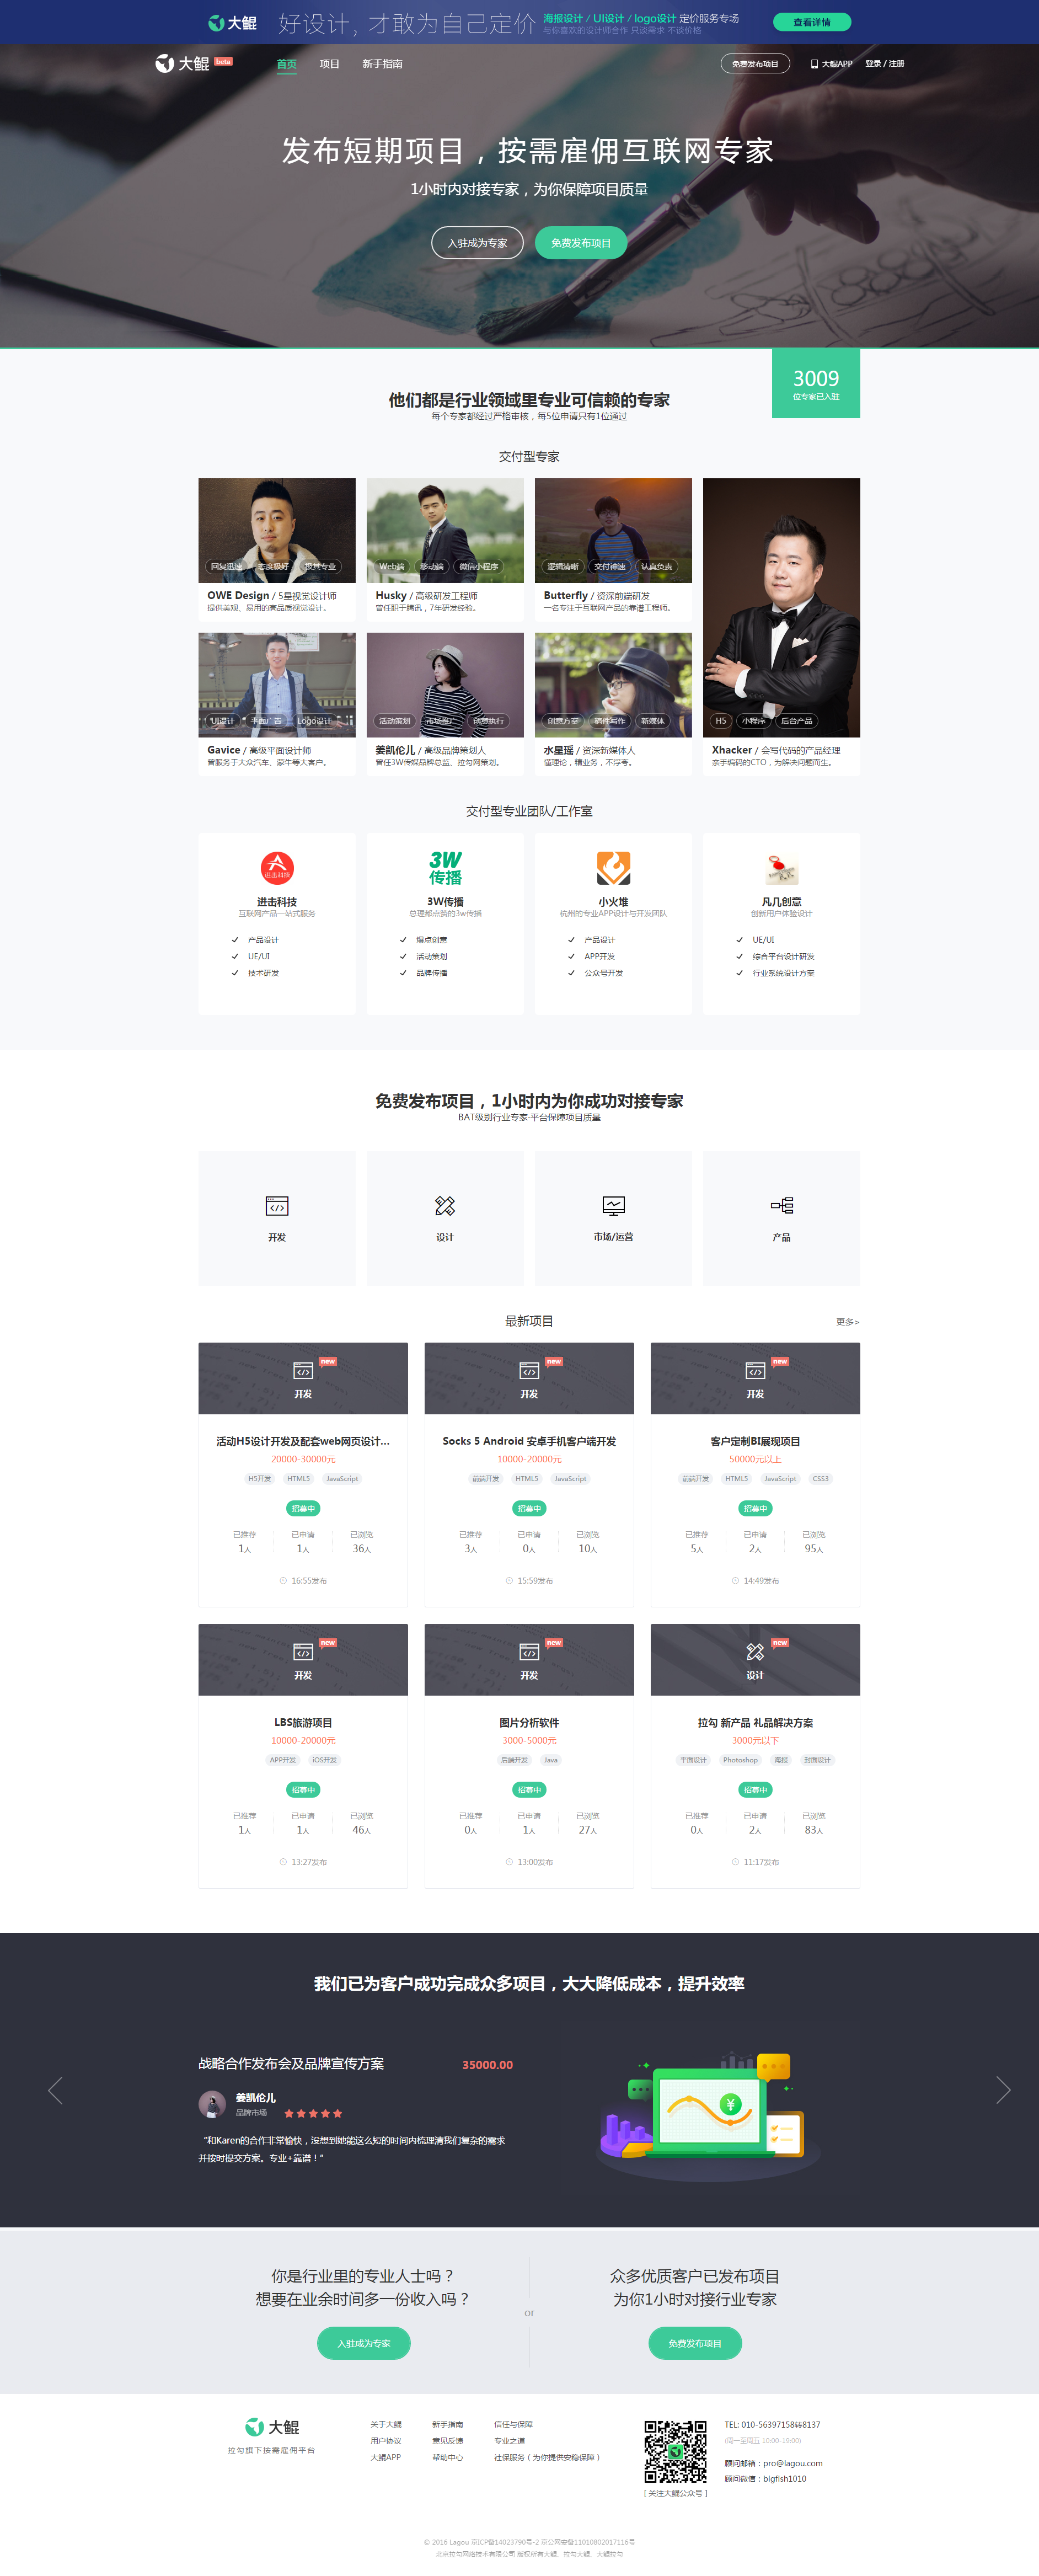 大鲲
好设计, 才敢为自己定价
海报设计 / UI设计 / logo设计 定价服务专场
与你喜欢的设计师合作 只谈需求 不谈价格
查看详情
大鲲 beta
首页 项目 新手指南
免费发布项目 大鲲APP 登录 / 注册
发布短期项目，按需雇佣互联网专家
1小时内对接专家，为你保障项目质量
入驻成为专家 免费发布项目
3009
位专家已入驻
他们都是行业领域里专业可信赖的专家
每个专家都经过严格审核，每5位申请只有1位通过
交付型专家
回复迅速 态度极好 攻城专业
OWE Design / 5星视觉设计师
提供美观、易用的高品质视觉设计。
Web端 移动端 微信小程序
Husky / 高级研发工程师
曾任职于腾讯，7年研发经验。
逻辑清晰 交付神速 认真负责
Butterfly / 资深前端研发
一名专注于互联网产品的靠谱工程师。
UI设计 平面广告 Logo设计
Gavice / 高级平面设计师
曾服务于大众汽车、蒙牛等大客户。
活动策划 市场推广 创意执行
姜凯伦儿 / 高级品牌策划人
曾任3W传媒品牌总监、拉勾网策划。
创意方案 稿件写作 新媒体
水星瑶 / 资深新媒体人
懂理论，精业务，不浮夸。
H5 小程序 后台产品
Xhacker / 会写代码的产品经理
亲手编码的CTO，为解决问题而生。
交付型专业团队/工作室
进击科技
进击科技
互联网产品一站式服务
产品设计
UE/UI
技术研发
3W
传播
3W传播
总理都点赞的3w传播
爆点创意
活动策划
品牌传播
小火堆
杭州的专业APP设计与开发团队
产品设计
APP开发
公众号开发
凡几创意
创新用户体验设计
UE/UI
综合平台设计研发
行业系统设计方案
免费发布项目，1小时内为你成功对接专家
BAT级别行业专家·平台保障项目质量
开发 设计 市场/运营 产品
最新项目
更多>
new
开发
活动H5设计开发及配套web网页设计...
20000-30000元
H5开发 HTML5 JavaScript
招募中
已推荐 已申请 已浏览
1人 1人 36人
16:55发布
new
开发
Socks 5 Android 安卓手机客户端开发
10000-20000元
前端开发 HTML5 JavaScript
招募中
已推荐 已申请 已浏览
3人 0人 10人
15:59发布
new
开发
客户定制BI展现项目
50000元以上
前端开发 HTML5 JavaScript CSS3
招募中
已推荐 已申请 已浏览
5人 2人 95人
14:49发布
new
开发
LBS旅游项目
10000-20000元
APP开发 iOS开发
招募中
已推荐 已申请 已浏览
1人 1人 46人
13:27发布
new
开发
图片分析软件
3000-5000元
后端开发 Java
招募中
已推荐 已申请 已浏览
0人 1人 27人
13:00发布
new
设计
拉勾 新产品 礼品解决方案
3000元以下
平面设计 Photoshop 海报 封面设计
招募中
已推荐 已申请 已浏览
0人 2人 83人
11:17发布
我们已为客户成功完成众多项目，大大降低成本，提升效率
战略合作发布会及品牌宣传方案 35000.00
姜凯伦儿
品牌市场
“和Karen的合作非常愉快，没想到她能这么短的时间内梳理清我们复杂的需求
并按时提交方案。专业+靠谱！”
你是行业里的专业人士吗？
想要在业余时间多一份收入吗？
入驻成为专家
or
众多优质客户已发布项目
为你1小时对接行业专家
免费发布项目
大鲲
拉勾旗下按需雇佣平台
关于大鲲 新手指南 信任与保障
用户协议 意见反馈 专业之道
大鲲APP 帮助中心 社保服务（为你提供安稳保障）
[ 关注大鲲公众号 ]
TEL: 010-56397158转8137
(周一至周五 10:00-19:00)
顾问邮箱：pro@lagou.com
顾问微信：bigfish1010
© 2016 Lagou 京ICP备14023790号-2 京公网安备11010802017116号
北京拉勾网络技术有限公司 版权所有大鲲、拉勾大鲲、大鲲拉勾